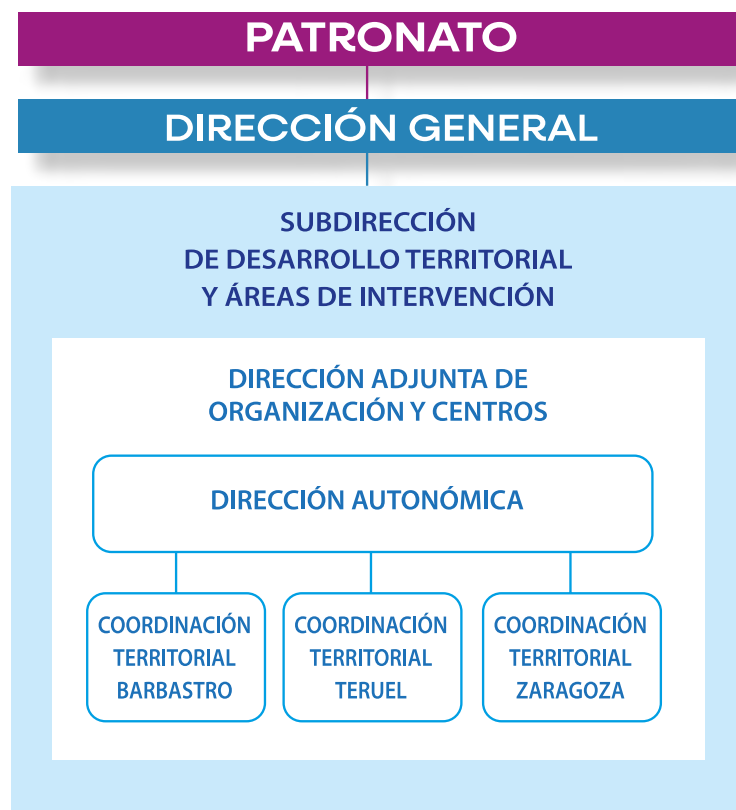 PATRONATO
DIRECCIÓN GENERAL
SUBDIRECCIÓN
DE DESARROLLO TERRITORIAL
Y ÁREAS DE INTERVENCIÓN
DIRECCIÓN ADJUNTA DE
ORGANIZACIÓN Y CENTROS
DIRECCIÓN AUTONÓMICA
COORDINACIÓN
TERRITORIAL
BARBASTRO
COORDINACIÓN
TERRITORIAL
TERUEL
COORDINACIÓN
TERRITORIAL
ZARAGOZA